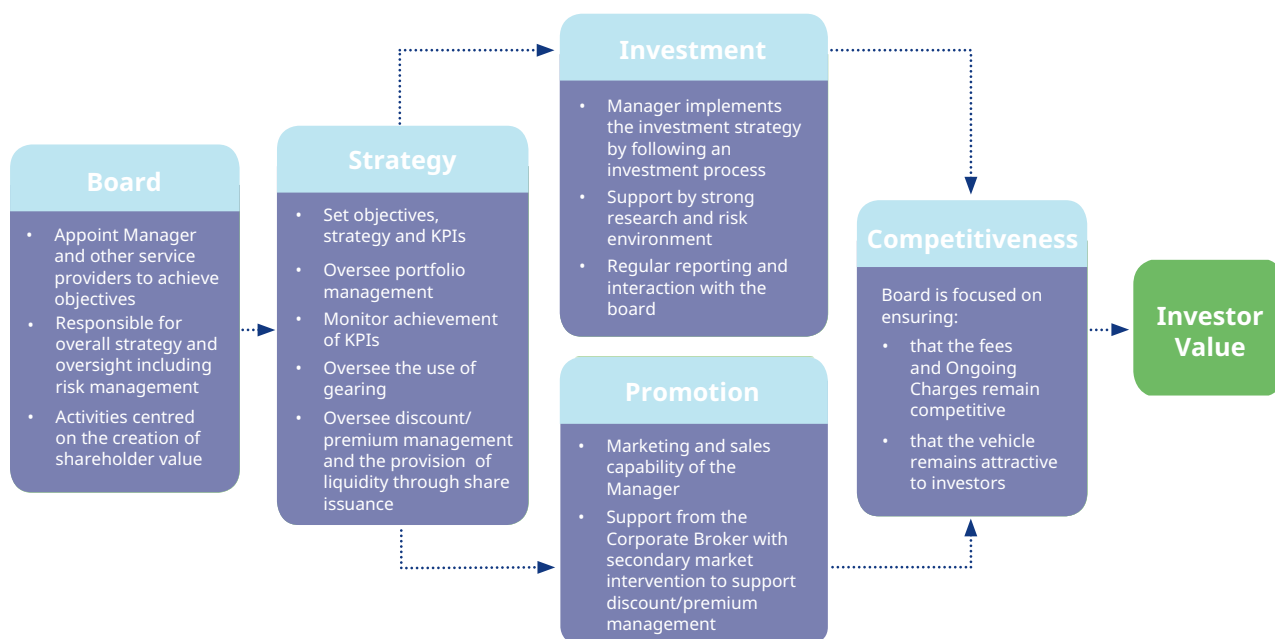 Board
• Appoint Manager
and other service
providers to achieve
objectives
• Responsible for
overall strategy and
oversight including
risk management
• Activities centred
on the creation of
shareholder value
Strategy
• Set objectives,
strategy and KPIs
• Oversee portfolio
management
• Monitor achievement
of KPIs
• Oversee the use of
gearing
• Oversee discount/
premium management
and the provision of
liquidity through share
issuance
Investment
• Manager implements
the investment strategy
by following an
investment process
• Support by strong
research and risk
environment
• Regular reporting and
interaction with the
board
Promotion
• Marketing and sales
capability of the
Manager
• Support from the
Corporate Broker with
secondary market
intervention to support
discount/premium
management
Competitiveness
Board is focused on
ensuring:
• that the fees
and Ongoing
Charges remain
competitive
• that the vehicle
remains attractive
to investors
Investor
Value